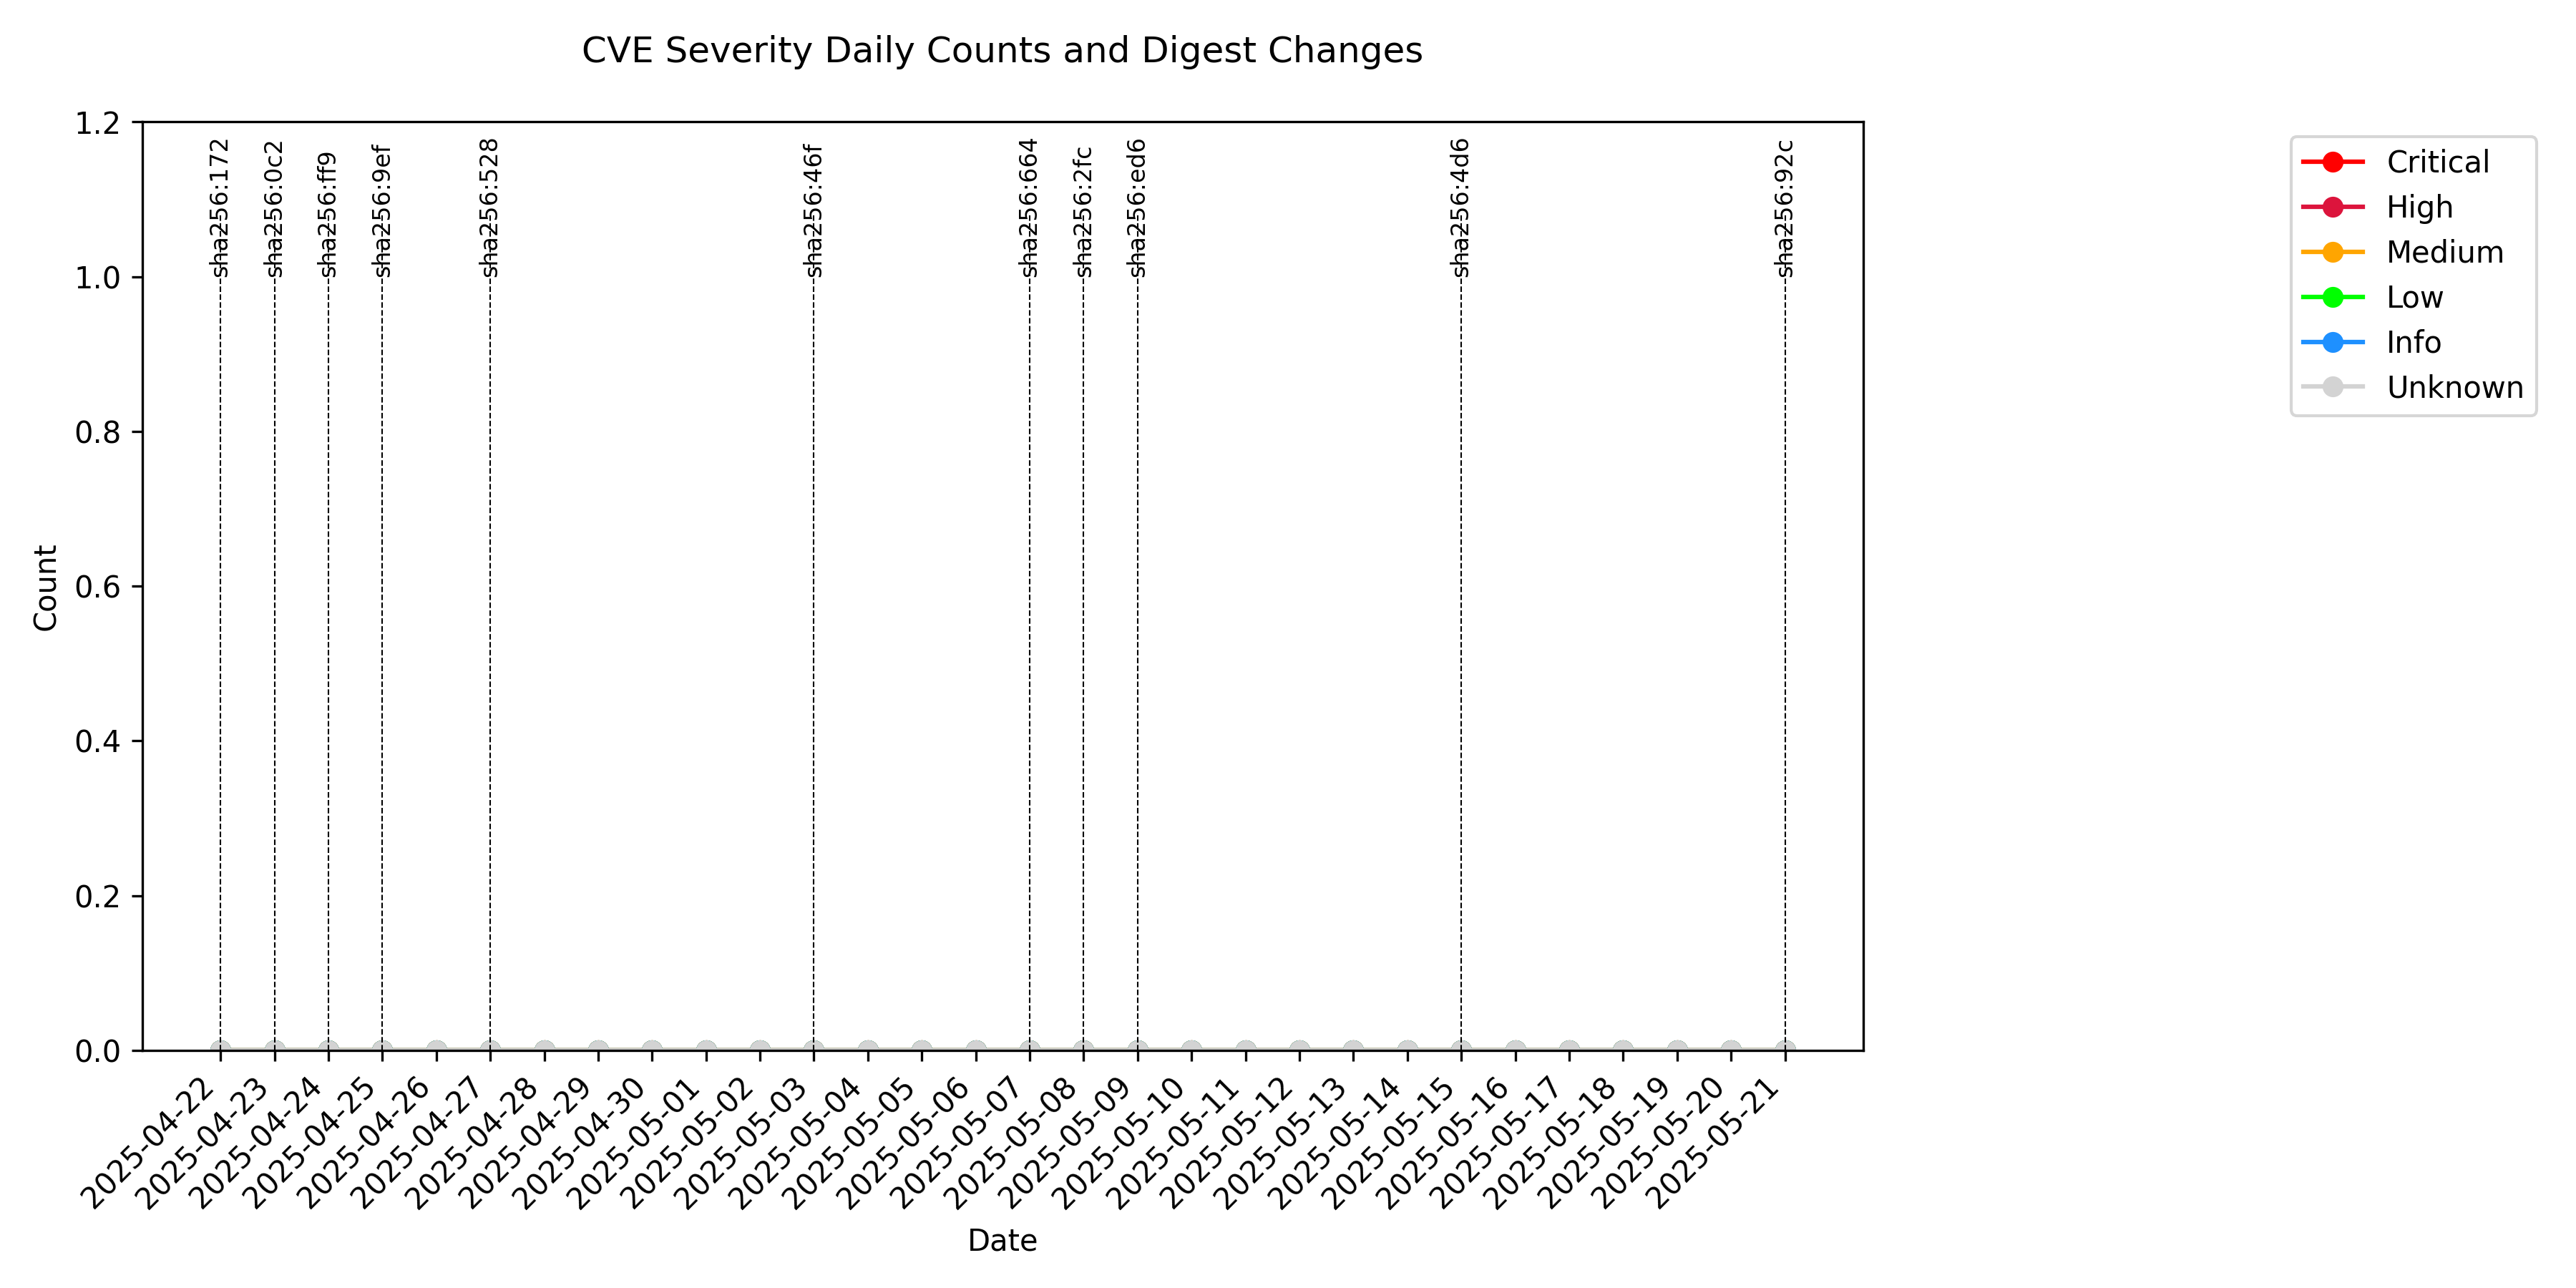 CVE Severity Daily Counts and Digest Changes
1.2
1.0
0.8
0.6
0.4
0.2
0.0
Count
sha256:172
sha256:0c2
sha256:ff9
sha256:9ef
sha256:528
sha256:46f
sha256:664
sha256:2fc
sha256:ed6
sha256:4d6
sha256:92c
Critical
High
Medium
Low
Info
Unknown
2025-04-22
2025-04-23
2025-04-24
2025-04-25
2025-04-26
2025-04-27
2025-04-28
2025-04-29
2025-04-30
2025-05-01
2025-05-02
2025-05-03
2025-05-04
2025-05-05
2025-05-06
2025-05-07
2025-05-08
2025-05-09
2025-05-10
2025-05-11
2025-05-12
2025-05-13
2025-05-14
2025-05-15
2025-05-16
2025-05-17
2025-05-18
2025-05-19
2025-05-20
2025-05-21
Date